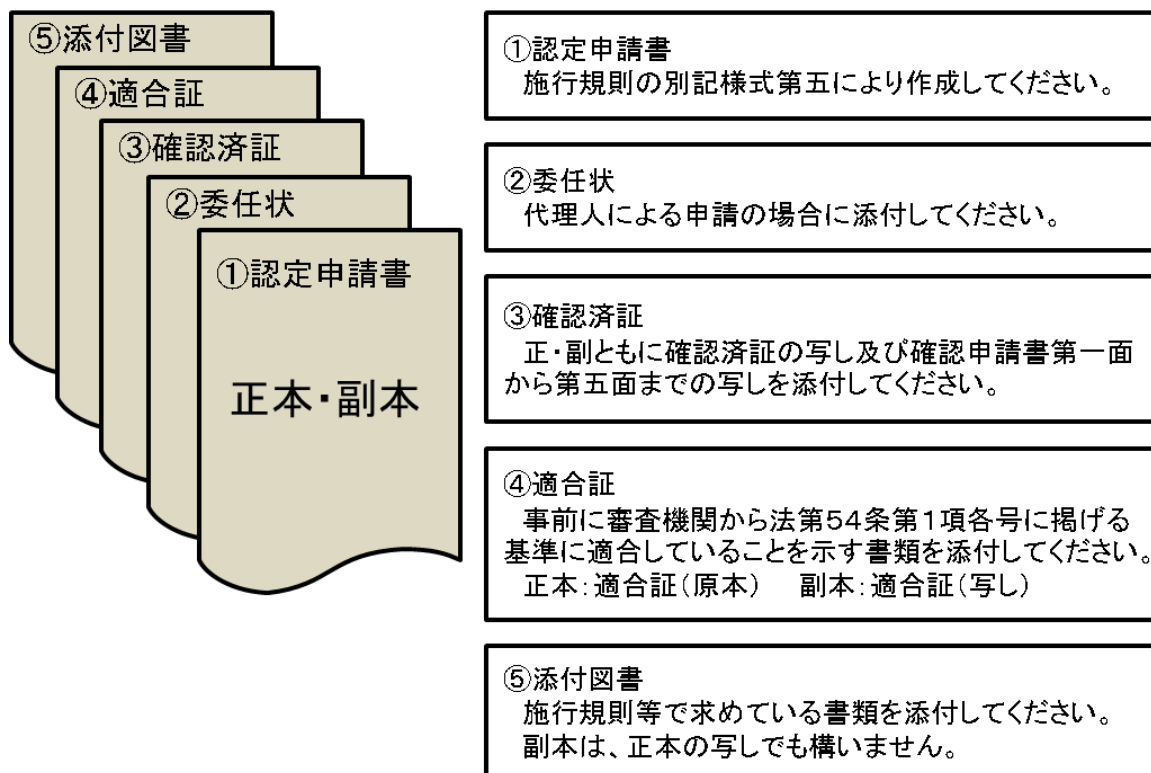 ⑤添付図書
④適合証
③確認済証
②委任状
①認定申請書
正本・副本
①認定申請書
施行規則の別記様式第五により作成してください。
②委任状
代理人による申請の場合に添付してください。
③確認済証
正・副ともに確認済証の写し及び確認申請書第一面
から第五面までの写しを添付してください。
④適合証
事前に審査機関から法第54条第1項各号に掲げる
基準に適合していることを示す書類を添付してください。
正本：適合証（原本）　副本：適合証（写し）
⑤添付図書
施行規則等で求めている書類を添付してください。
副本は、正本の写しでも構いません。